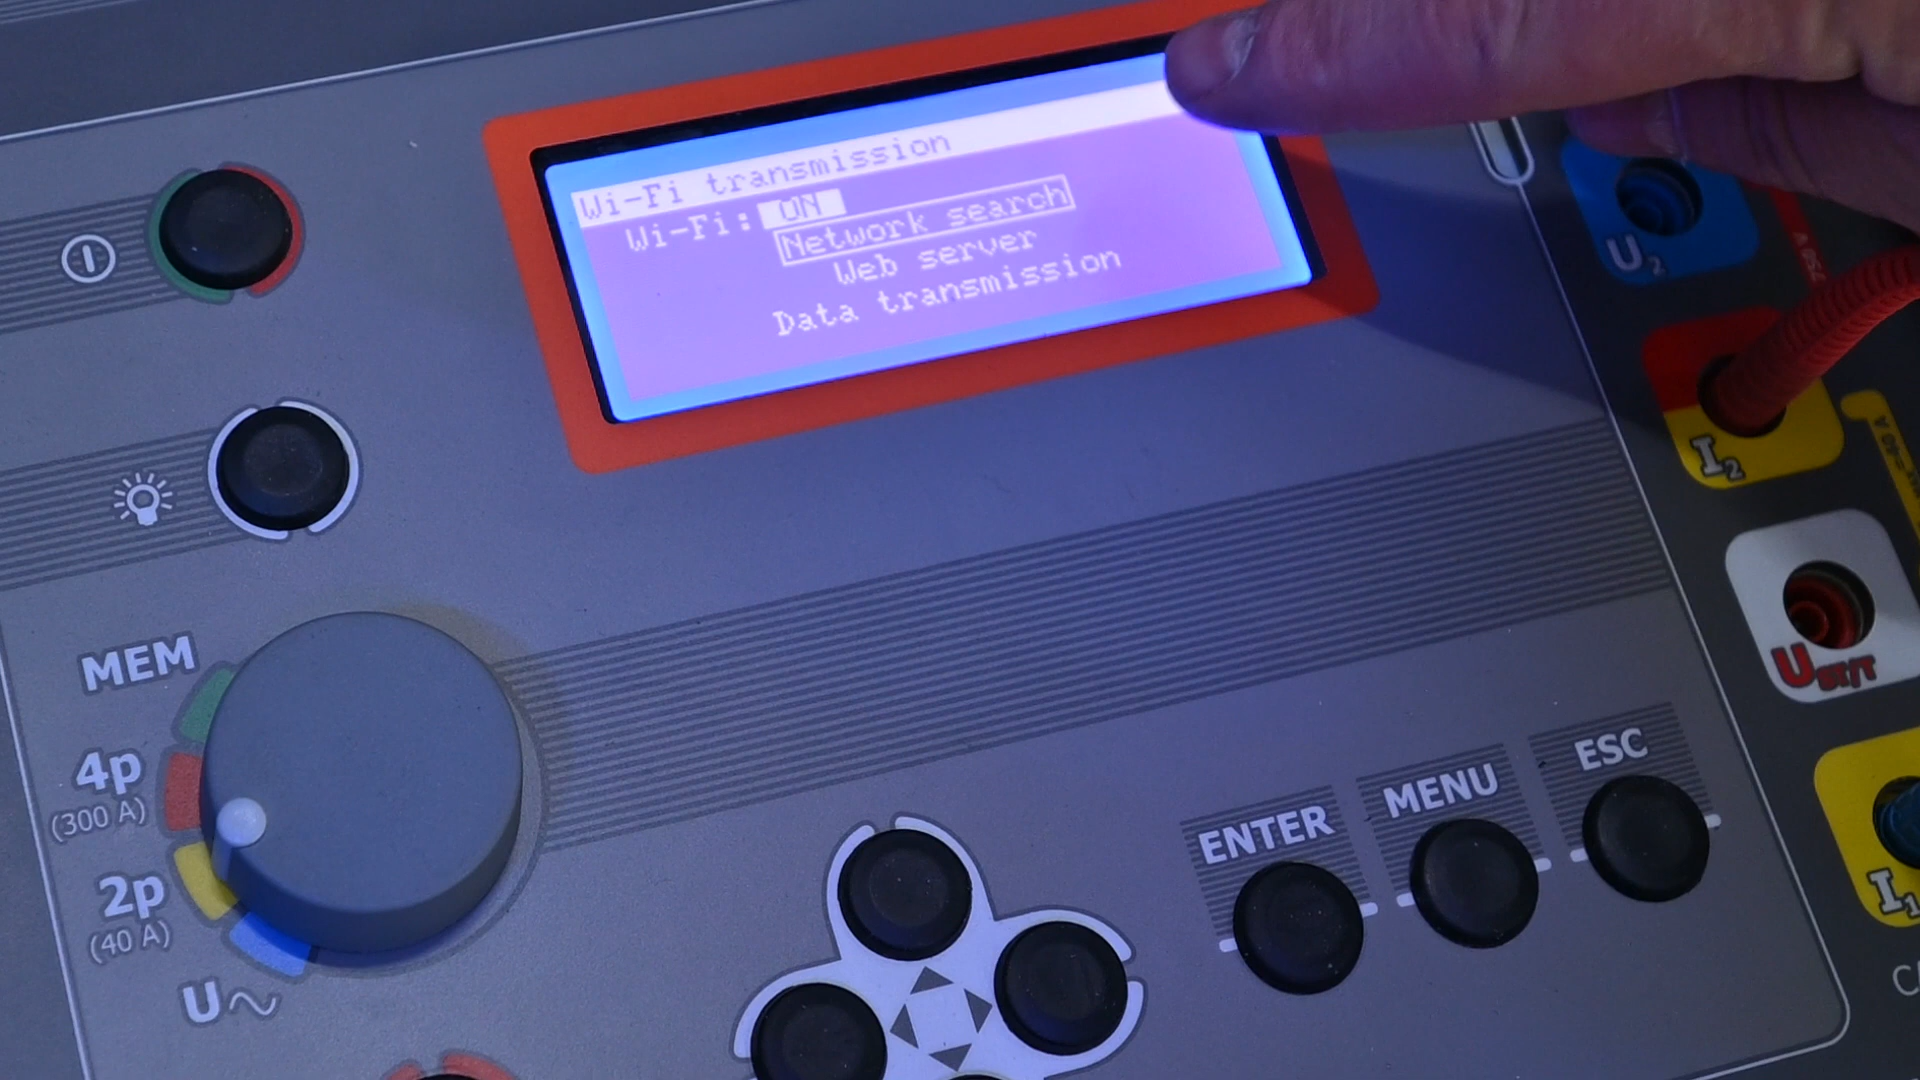 Wi-Fi transmission
Wi-Fi: ON
Network search
Web server
Data transmission
U2
I2
UST/T
I1
MEM
4p
(300 A)
2p
(40 A)
U~
ENTER
MENU
ESC